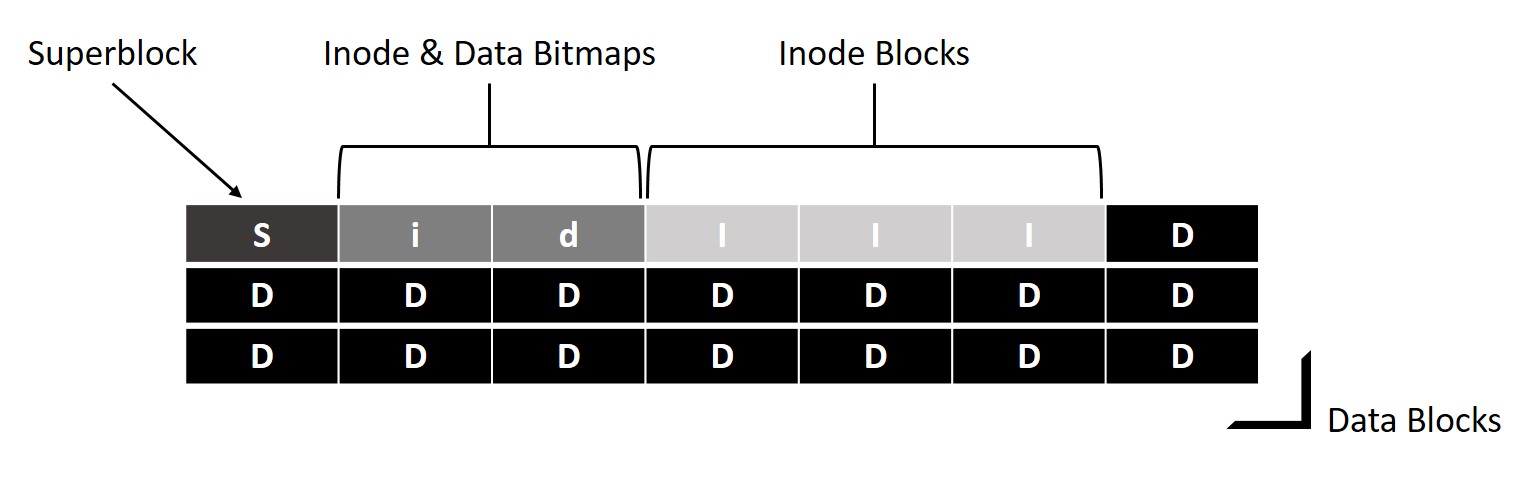 Superblock
Inode & Data Bitmaps
Inode Blocks
S i d I I I D
D D D D D D D
D D D D D D D
Data Blocks